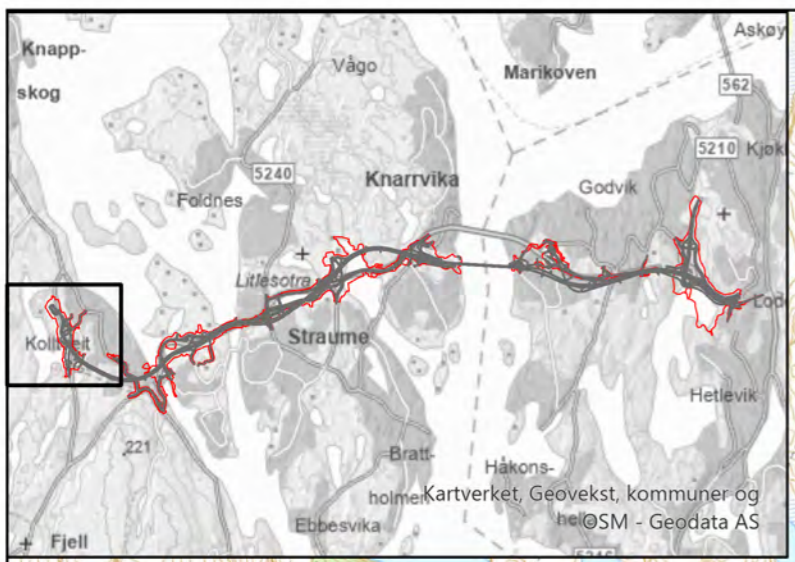 Knapp-
skog
Vågo
Marikoven
Askøy
562
5240
Foldnes
Knarrvika
Godvik
5210
Litlesotra
Straume
221
Bratt-
holmen
Ebbesvika
Fjell
Hetlevik
Håkons-
Kartverket, Geovekst, kommuner og
©SM - Geodata AS